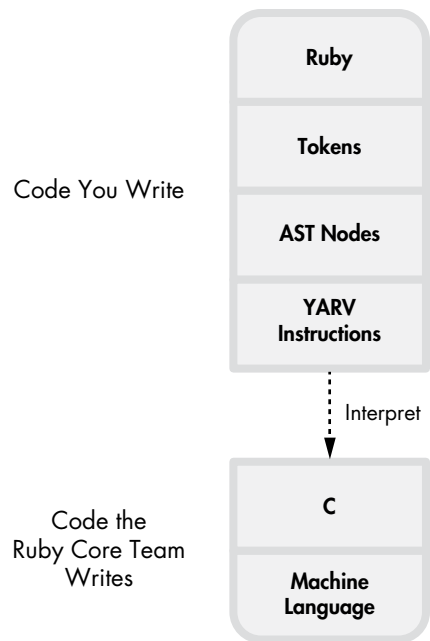 Ruby
Tokens
Code You Write
AST Nodes
YARV
Instructions
Interpret
C
Code the
Ruby Core Team
Writes
Machine
Language